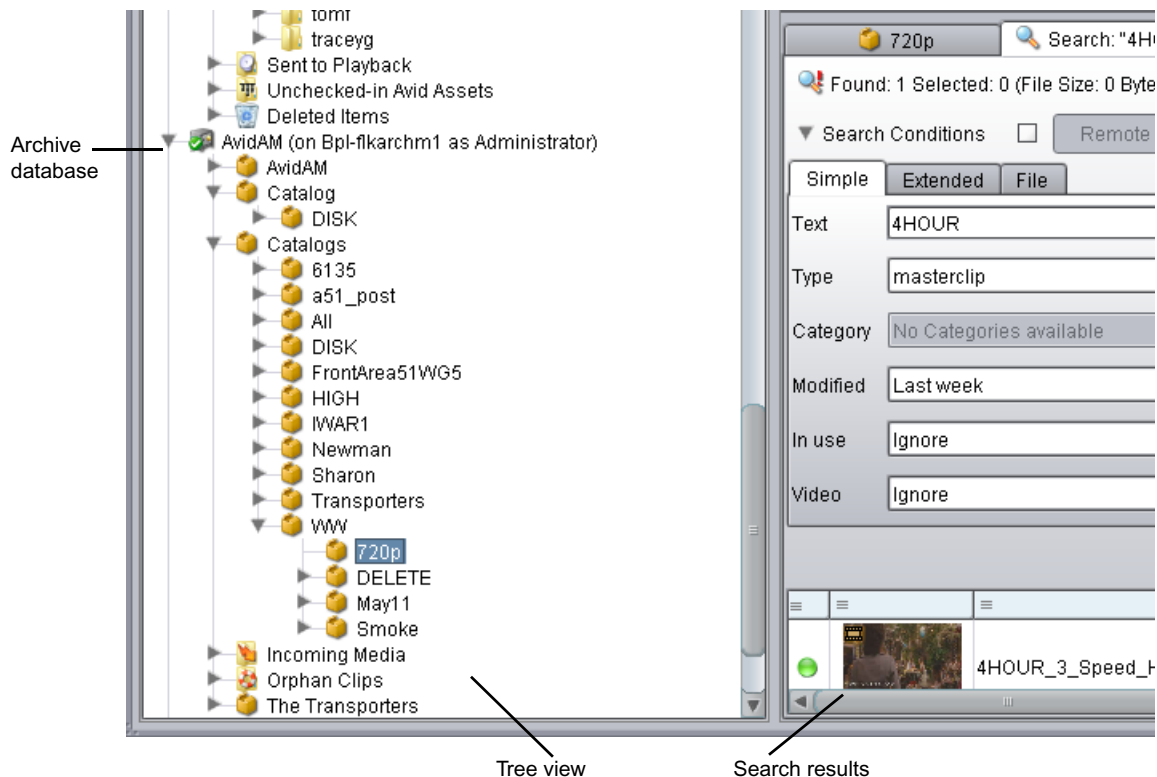 tomf
traceyg
Sent to Playback
Unchecked-in Avid Assets
Deleted Items
Archive
database
AvidAM (on Bpl-flkarchm1 as Administrator)
AvidAM
Catalog
DISK
Catalogs
6135
a51_post
All
DISK
FrontArea51WG5
HIGH
IWAR1
Newman
Sharon
Transporters
WW
720p
DELETE
May11
Smoke
Incoming Media
Orphan Clips
The Transporters
720p
Search: "4H
Found: 1 Selected: 0 (File Size: 0 Byte
Search Conditions
Remote
Simple Extended File
Text 4HOUR
Type masterclip
Category No Categories available
Modified Last week
In use Ignore
Video Ignore
4HOUR_3_Speed_H
Tree view
Search results